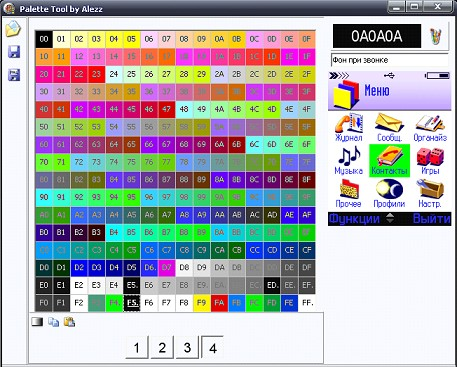 Palette Tool by Alezz
00 01 02 03 04 05 06 07 08 09 0A 0B 0C 0D 0E 0F
10 11 12 13 14 15 16 17 18 19 1A 1B 1C 1D 1E 1F
20 21 22 23 24 25 26 27 28 29 2A 2B 2C 2D 2E 2F
30 31 32 33 34 35 36 37 38 39 3A 3B 3C 3D 3E 3F
40 41 42 43 44 45 46 47 48 49 4A 4B 4C 4D 4E 4F
50 51 52 53 54 55 56 57 58 59 5A 5B 5C 5D 5E 5F
60 61 62 63 64 65 66 67 68 69 6A 6B 6C 6D 6E 6F
70 71 72 73 74 75 76 77 78 79 7A 7B 7C 7D 7E 7F
80 81 82 83 84 85 86 87 88 89 8A 8B 8C 8D 8E 8F
90 91 92 93 94 95 96 97 98 99 9A 9B 9C 9D 9E 9F
A0 A1 A2 A3 A4 A5 A6 A7 A8 A9 AA AB AC AD AE AF
B0 B1 B2 B3 B4 B5 B6 B7 B8 B9 BA BB BC BD BE BF
C0 C1 C2 C3 C4 C5 C6 C7 C8 C9 CA CB CC CD CE CF
D0 D1 D2 D3 D4 D5 D6. D7 D8 D9 DA DB DC DD DE DF
E0 E1 E2 E3 E4 E5. E6 E7 E8 E9 EA. EB EC ED. EE EF
F0 F1 F2 F3 F4. F5. F6 F7 F8 F9 FA FB FC FD FE FF.
1 2 3 4
0A0A0A
Фон при звонке
Меню
Журнал Сообщ. Органайз
Музыка Контакты Игры
Прочее Профили Настр.
Функции Выйти